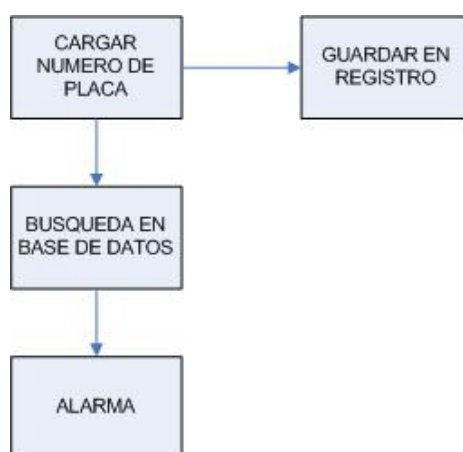 CARGAR
NUMERO DE
PLACA
GUARDAR EN
REGISTRO
BUSQUEDA EN
BASE DE DATOS
ALARMA